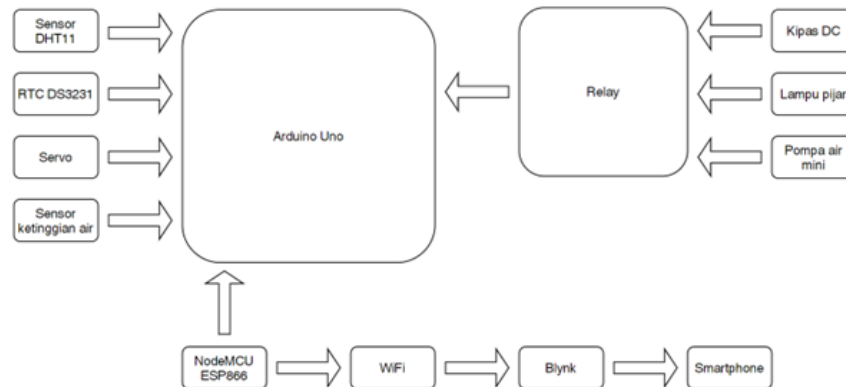 Sensor
DHT11
RTC DS3231
Servo
Sensor
ketinggian air
Arduino Uno
Relay
Kipas DC
Lampu pijar
Pompa air
mini
NodeMCU
ESP866
WiFi
Blynk
Smartphone